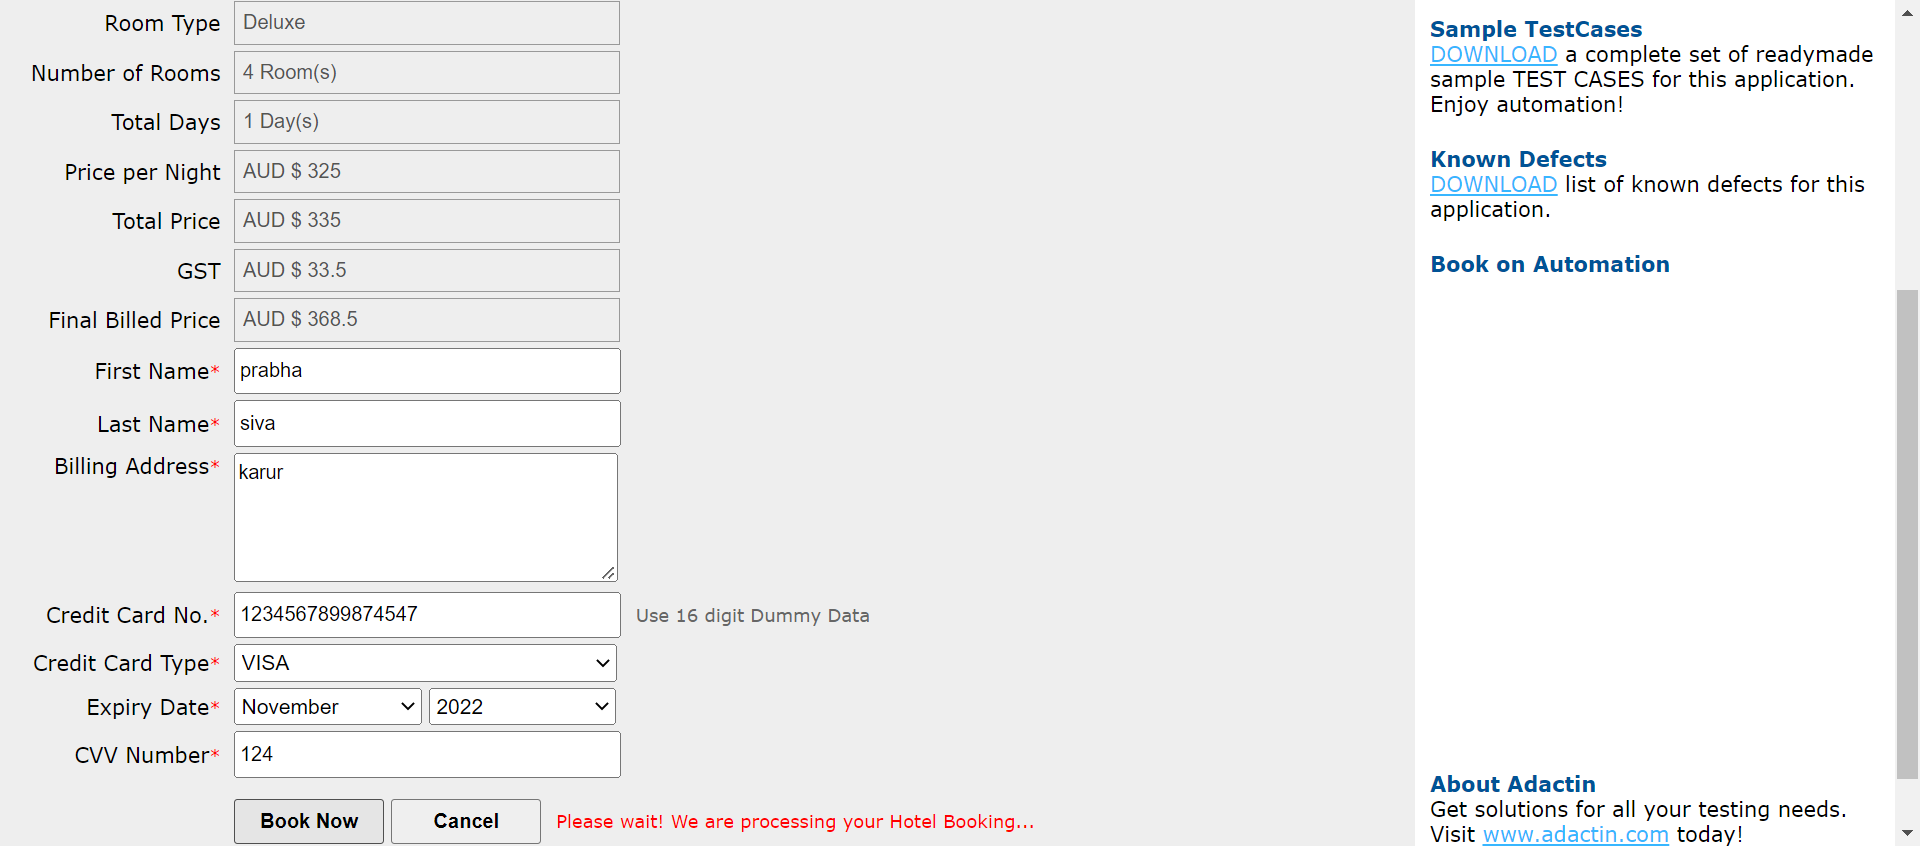 Room Type Deluxe
Number of Rooms 4 Room(s)
Total Days 1 Day(s)
Price per Night AUD $ 325
Total Price AUD $ 335
GST AUD $ 33.5
Final Billed Price AUD $ 368.5
First Name* prabha
Last Name* siva
Billing Address* karur
Credit Card No.* 1234567899874547 Use 16 digit Dummy Data
Credit Card Type* VISA
Expiry Date* November 2022
CVV Number* 124
Book Now Cancel Please wait! We are processing your Hotel Booking...
Sample TestCases
DOWNLOAD a complete set of readymade
sample TEST CASES for this application.
Enjoy automation!
Known Defects
DOWNLOAD list of known defects for this
application.
Book on Automation
About Adactin
Get solutions for all your testing needs.
Visit www.adactin.com today!